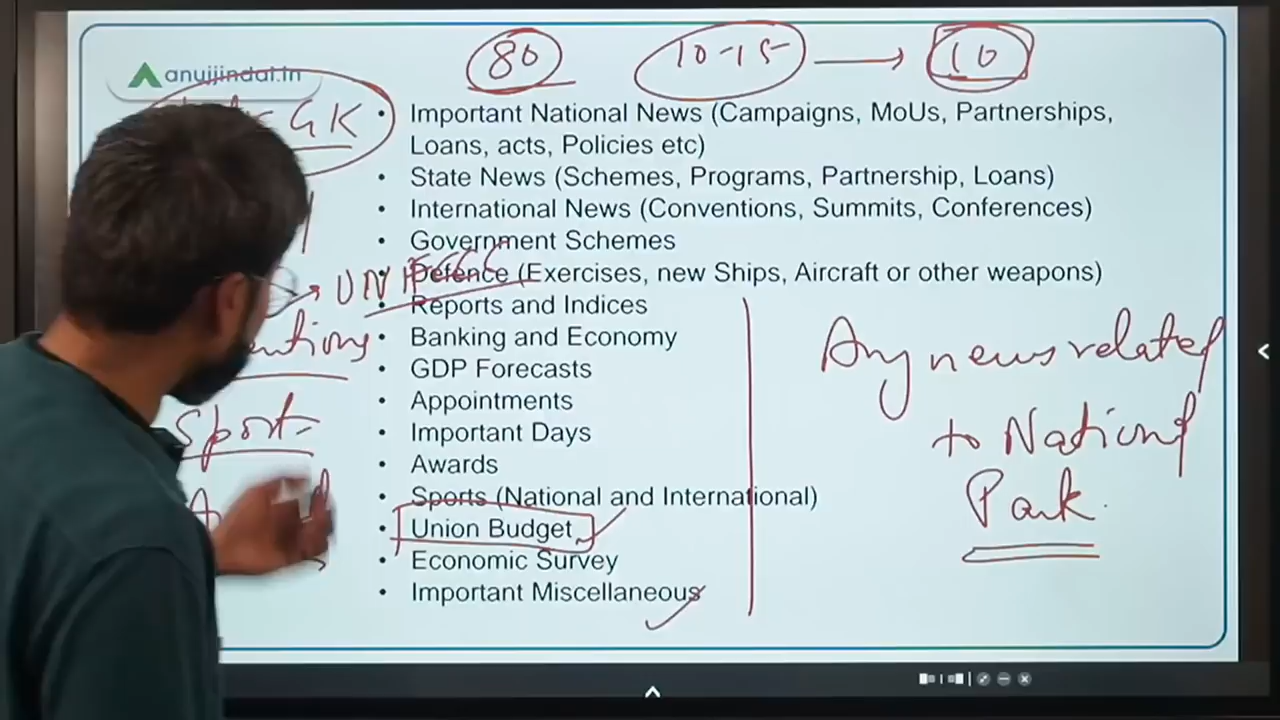 80 10-15 → 10
anujjindal.in
GK
• Important National News (Campaigns, MoUs, Partnerships,
Loans, acts, Policies etc)
• State News (Schemes, Programs, Partnership, Loans)
• International News (Conventions, Summits, Conferences)
• Government Schemes
• Defence (Exercises, new Ships, Aircraft or other weapons)
• Reports and Indices
• Banking and Economy
• GDP Forecasts
• Appointments
• Important Days
• Awards
• Sports (National and International)
• Union Budget
• Economic Survey
• Important Miscellaneous
Sports
Any news related
to National
Park.